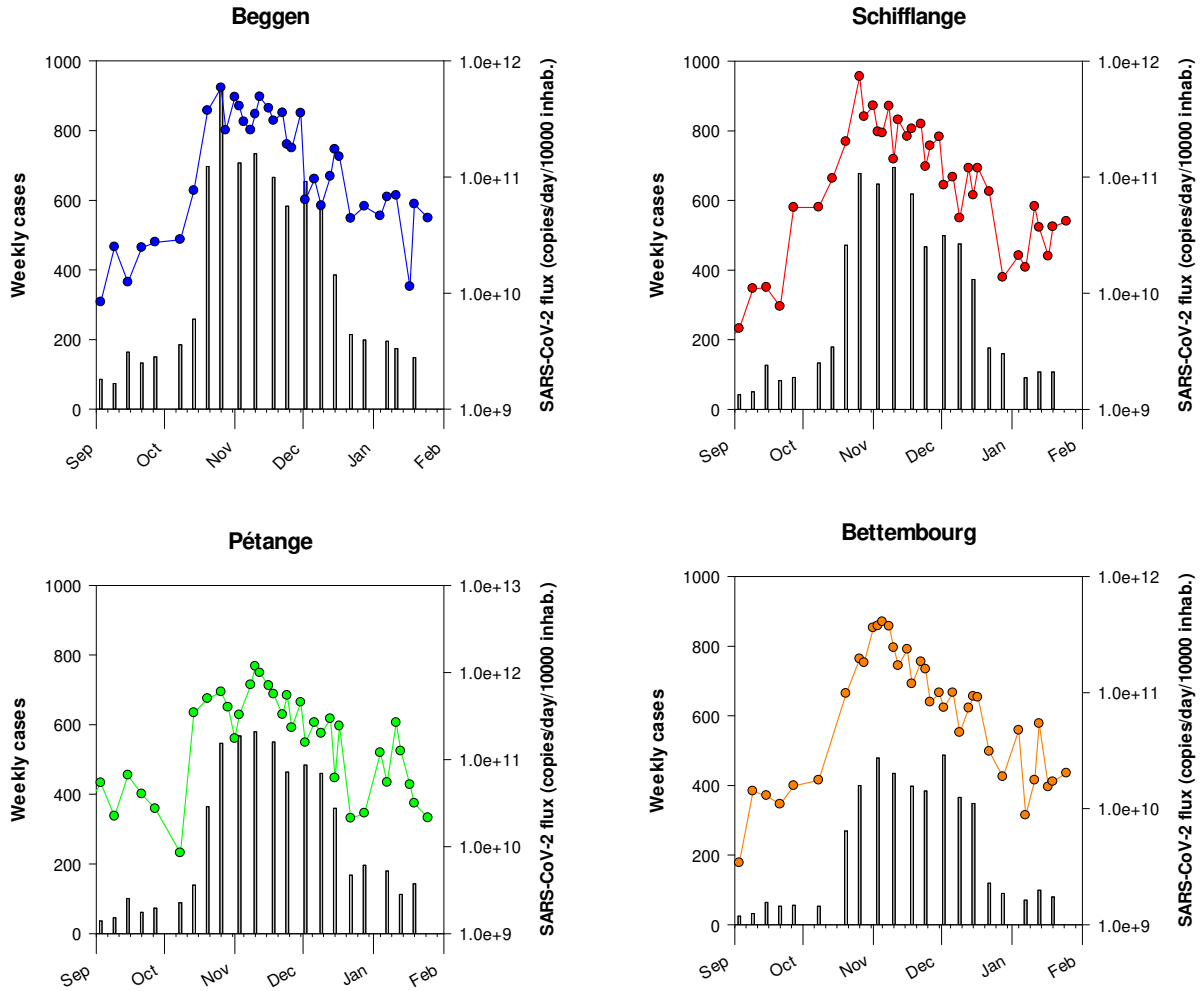 Beggen
Weekly cases
1000
800
600
400
200
0
1.0e+12
1.0e+11
1.0e+10
1.0e+9
SARS-CoV-2 flux (copies/day/10000 inhab.)
Sep
Oct
Nov
Dec
Jan
Feb
Schifflange
Weekly cases
1000
800
600
400
200
0
1.0e+12
1.0e+11
1.0e+10
1.0e+9
SARS-CoV-2 flux (copies/day/10000 inhab.)
Sep
Oct
Nov
Dec
Jan
Feb
Pétange
Weekly cases
1000
800
600
400
200
0
1.0e+13
1.0e+12
1.0e+11
1.0e+10
1.0e+9
SARS-CoV-2 flux (copies/day/10000 inhab.)
Sep
Oct
Nov
Dec
Jan
Feb
Bettembourg
Weekly cases
1000
800
600
400
200
0
1.0e+12
1.0e+11
1.0e+10
1.0e+9
SARS-CoV-2 flux (copies/day/10000 inhab.)
Sep
Oct
Nov
Dec
Jan
Feb